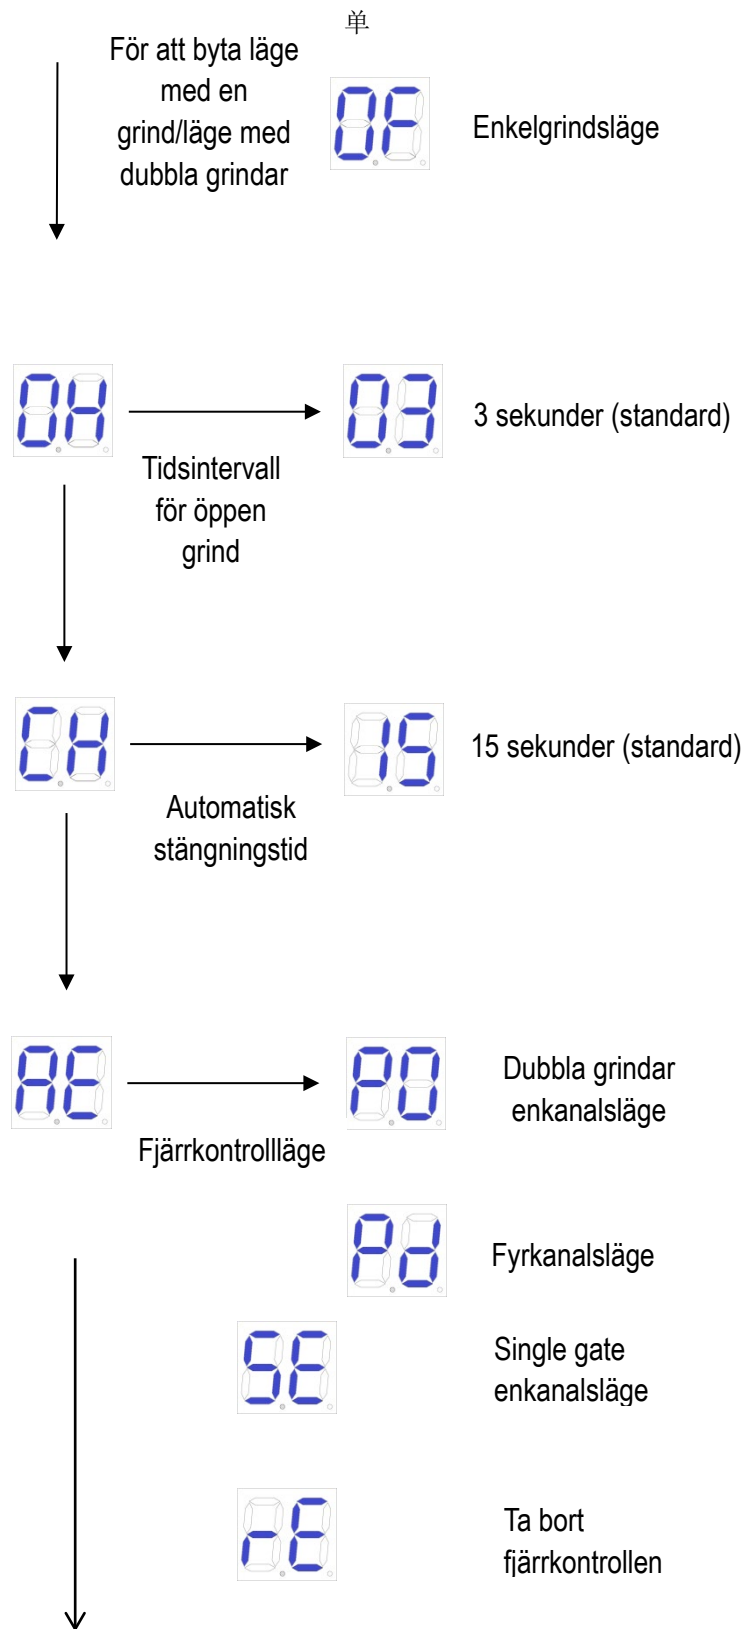 单
För att byta läge
med en
grind/läge med
dubbla grindar
0F
Enkelgrindsläge
0H
03
3 sekunder (standard)
Tidsintervall
för öppen
grind
CH
15
15 sekunder (standard)
Automatisk
stängningstid
AE
P0
Dubbla grindar
enkanalsläge
Fjärrkontrollläge
Pd
Fyrkanalsläge
SE
Single gate
enkanalsläge
rE
Ta bort
fjärrkontrollen